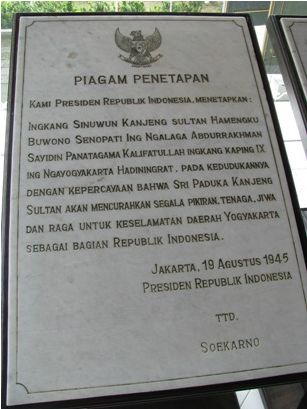 PIAGAM PENETAPAN
KAMI PRESIDEN REPUBLIK INDONESIA, MENETAPKAN:
INGKANG SINUWUN KANJENG SULTAN HAMENGKU
BUWONO SENOPATI ING NGALAGA ABDURRAKHMAN
SAYIDIN PANATAGAMA KALIFATULLAH INGKANG KAPING IX
ING NGAYOGYAKARTA HADININGRAT, PADA KEDUDUKANNYA
DENGAN KEPERCAYAAN BAHWA SRI PADUKA KANJENG
SULTAN AKAN MENCURAHKAN SEGALA PIKIRAN, TENAGA, JIWA
DAN RAGA UNTUK KESELAMATAN DAERAH YOGYAKARTA
SEBAGAI BAGIAN REPUBLIK INDONESIA.
JAKARTA, 19 AGUSTUS 1945
PRESIDEN REPUBLIK INDONESIA
TTD.
SOEKARNO